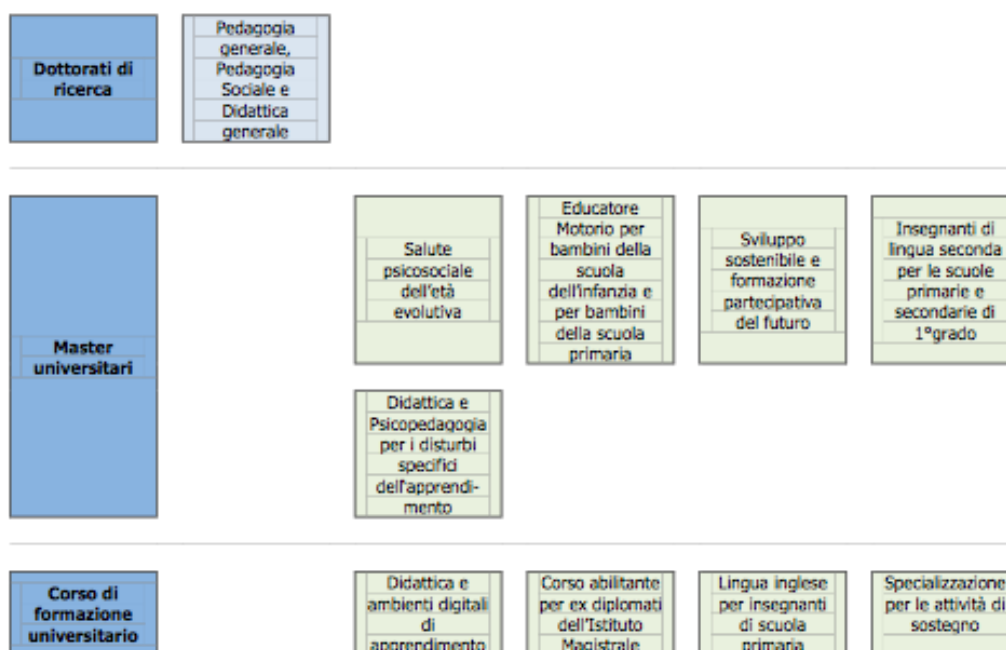 Dottorati di
ricerca
Pedagogia
generale,
Pedagogia
Sociale e
Didattica
generale
Master
universitari
Salute
psicosociale
dell'età
evolutiva
Educatore
Motorio per
bambini della
scuola
dell'infanzia e
per bambini
della scuola
primaria
Sviluppo
sostenibile e
formazione
partecipativa
del futuro
Insegnanti di
lingua seconda
per le scuole
primarie e
secondarie di
1°grado
Didattica e
Psicopedagogia
per i disturbi
specifici
dell'apprendi-
mento
Corso di
formazione
universitario
Didattica e
ambienti digitali
di
apprendimento
Corso abilitante
per ex diplomati
dell'Istituto
Magistrale
Lingua inglese
per insegnanti
di scuola
primaria
Specializzazione
per le attività di
sostegno